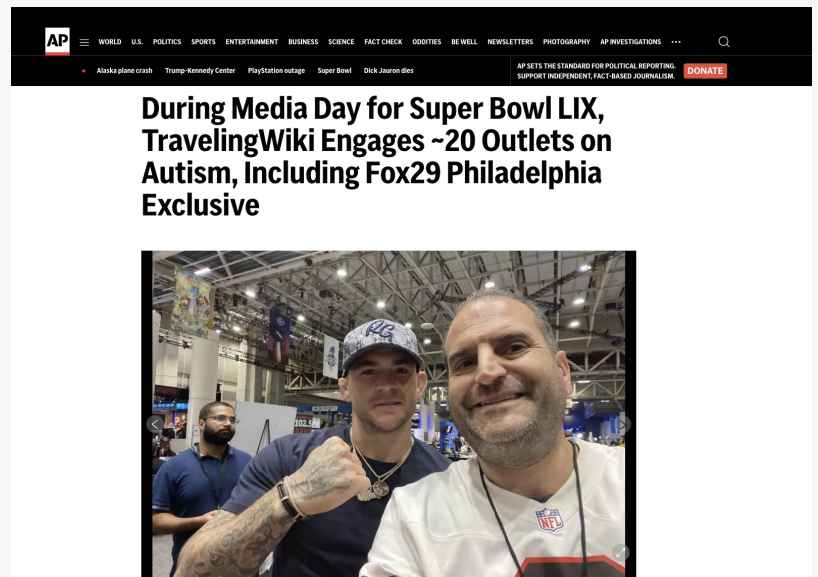 AP
WORLD U.S. POLITICS SPORTS ENTERTAINMENT BUSINESS SCIENCE FACT CHECK ODDITIES BE WELL NEWSLETTERS PHOTOGRAPHY AP INVESTIGATIONS
Alaska plane crash Trump-Kennedy Center PlayStation outage Super Bowl Dick Jauron dies
AP SETS THE STANDARD FOR POLITICAL REPORTING.
SUPPORT INDEPENDENT, FACT-BASED JOURNALISM.
DONATE
During Media Day for Super Bowl LIX,
TravelingWiki Engages ~20 Outlets on
Autism, Including Fox29 Philadelphia
Exclusive
RG
102.5
NFL